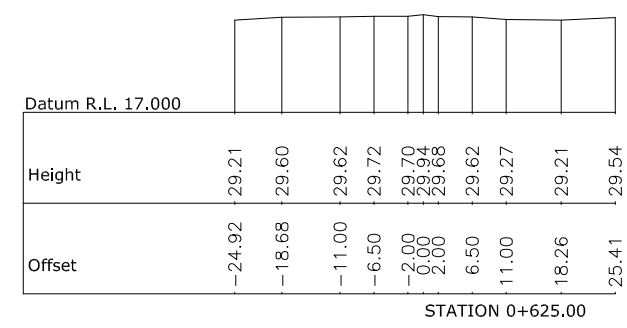 Datum R.L. 17.000
Height 29.21 29.60 29.62 29.72 29.70 29.94 29.68 29.62 29.27 29.21 29.54
Offset −24.92 −18.68 −11.00 −6.50 −2.00 0.00 2.00 6.50 11.00 18.26 25.41
STATION 0+625.00